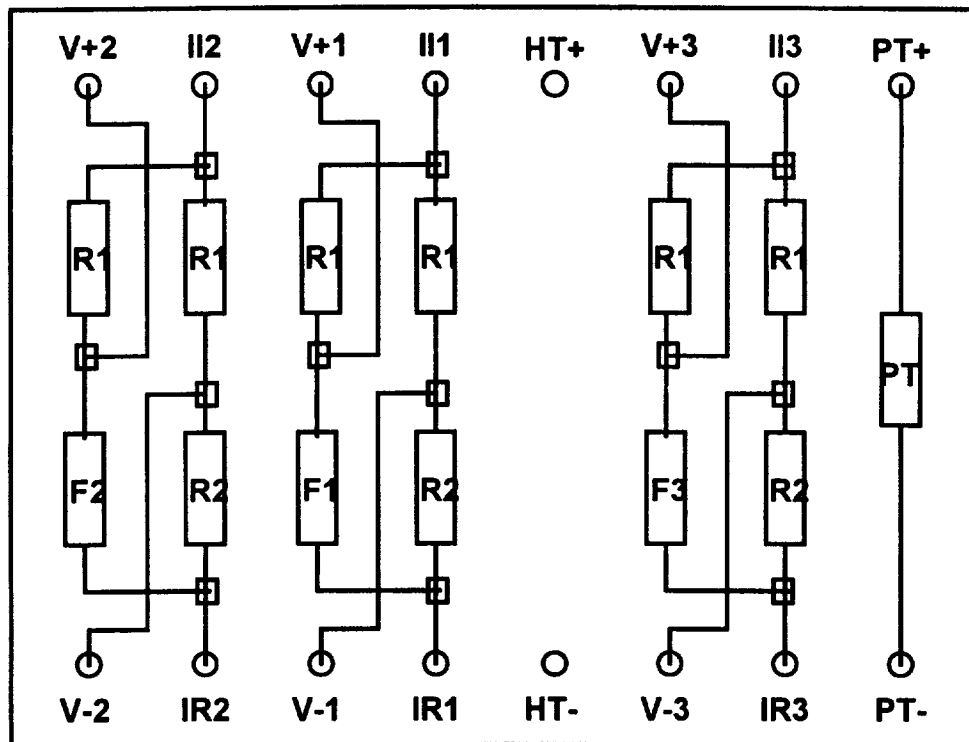 V+2 II2 V+1 II1 HT+ V+3 II3 PT+
R1 R1 R1 R1 R1 R1
PT
F2 R2 F1 R2 F3 R2
V-2 IR2 V-1 IR1 HT- V-3 IR3 PT-